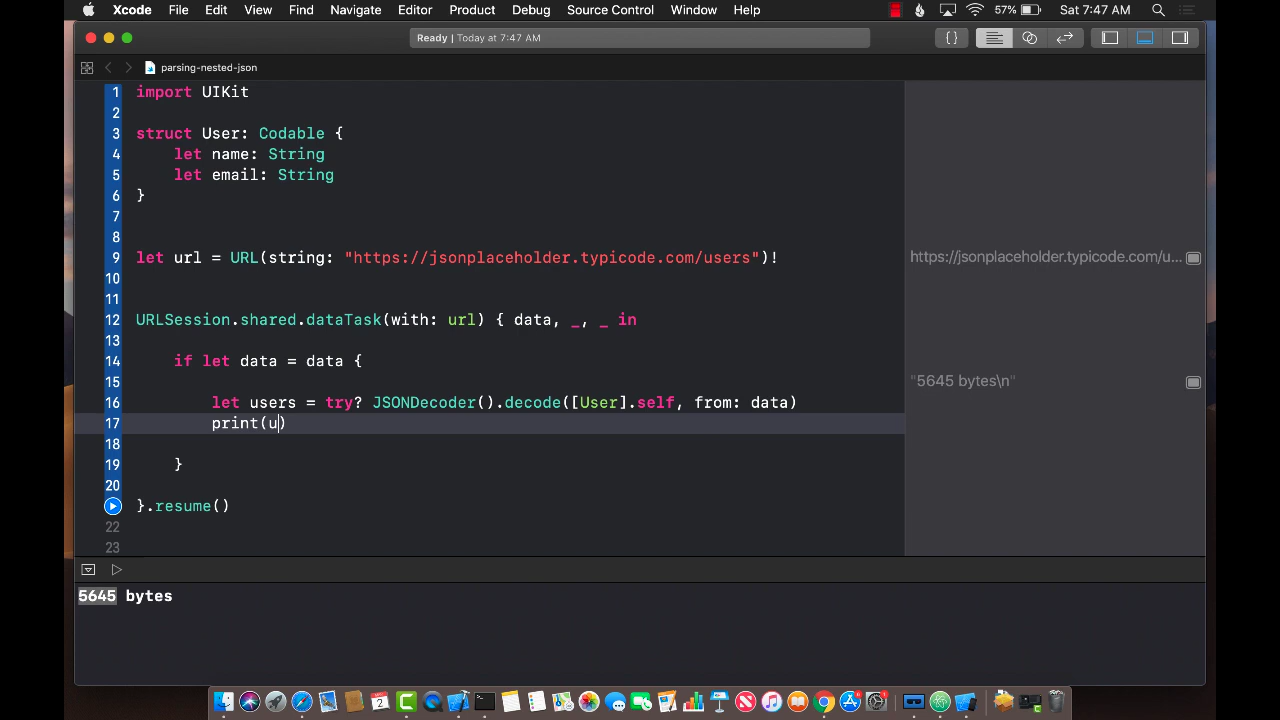 Xcode File Edit View Find Navigate Editor Product Debug Source Control Window Help 57% Sat 7:47 AM
Ready | Today at 7:47 AM
{ }
parsing-nested-json
1 import UIKit
2
3 struct User: Codable {
4 let name: String
5 let email: String
6 }
7
8
9 let url = URL(string: "https://jsonplaceholder.typicode.com/users")! https://jsonplaceholder.typicode.com/u...
10
11
12 URLSession.shared.dataTask(with: url) { data, _, _ in
13
14 if let data = data {
15 "5645 bytes\n"
16 let users = try? JSONDecoder().decode([User].self, from: data)
17 print(u)
18
19 }
20
}.resume()
22
23
5645 bytes
2